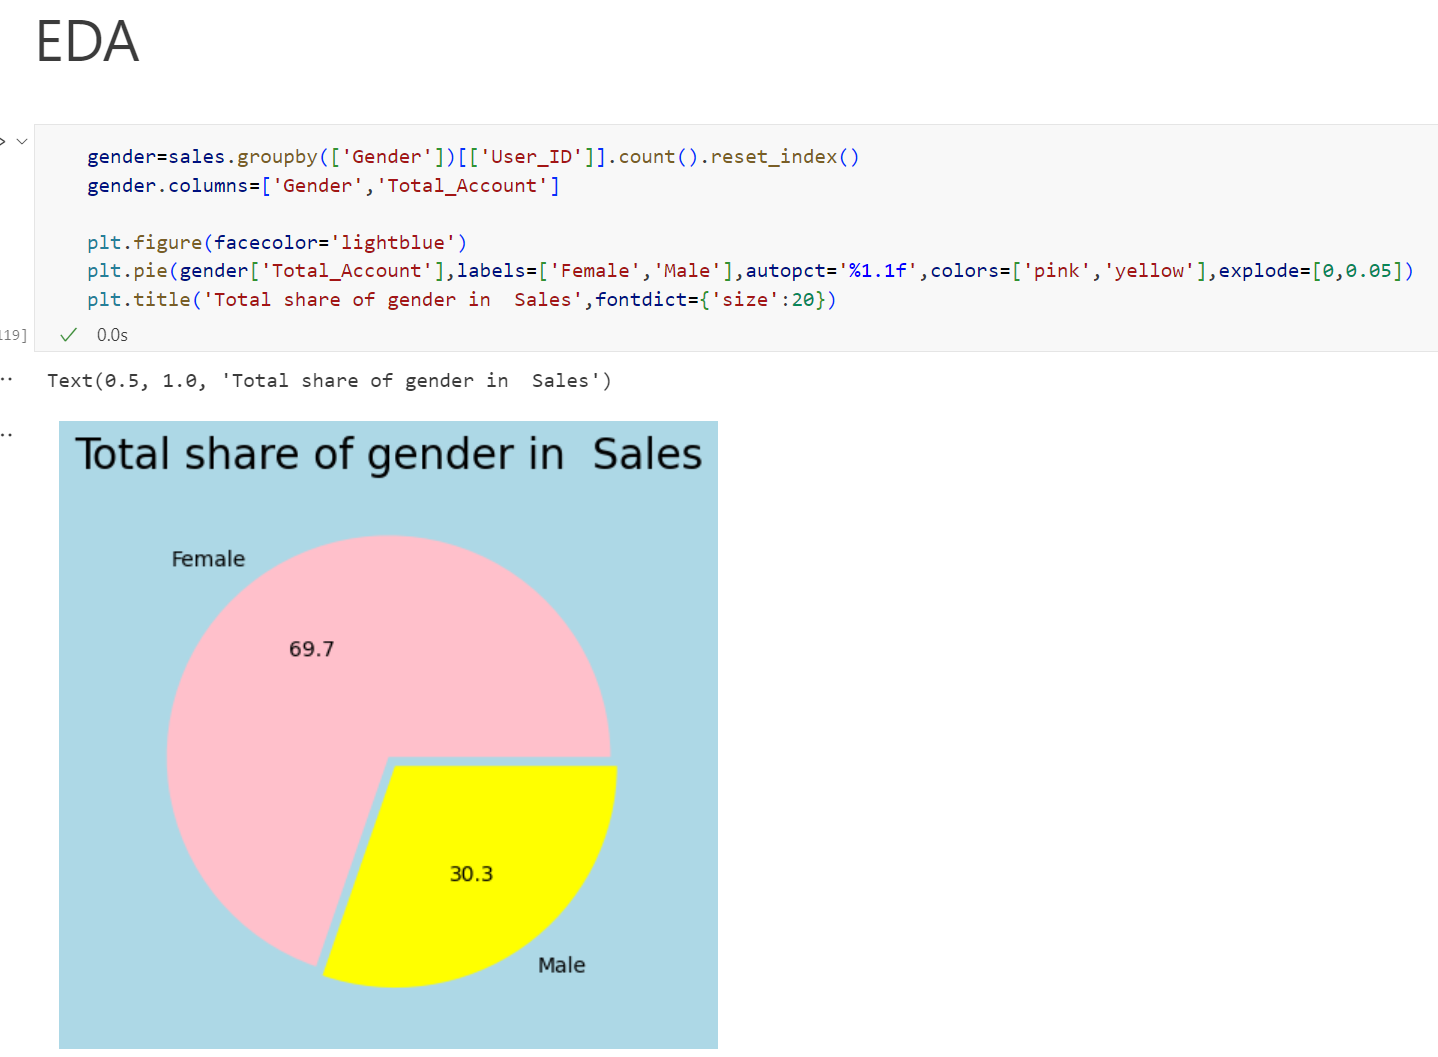 EDA
gender=sales.groupby(['Gender'])[['User_ID']].count().reset_index()
gender.columns=['Gender','Total_Account']
plt.figure(facecolor='lightblue')
plt.pie(gender['Total_Account'],labels=['Female','Male'],autopct='%1.1f',colors=['pink','yellow'],explode=[0,0.05])
plt.title('Total share of gender in  Sales',fontdict={'size':20})
19]
0.0s
Text(0.5, 1.0, 'Total share of gender in  Sales')
Total share of gender in  Sales
Female
69.7
30.3
Male